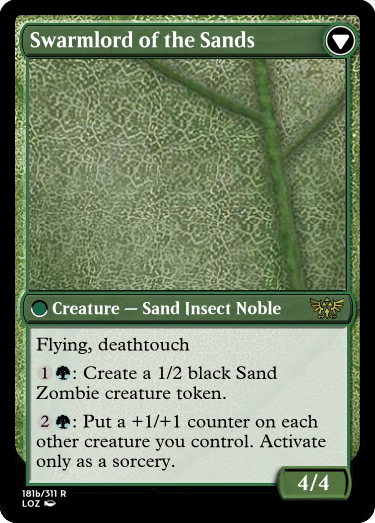 Swarmlord of the Sands
Creature — Sand Insect Noble
Flying, deathtouch
1 : Create a 1/2 black Sand
Zombie creature token.
2 : Put a +1/+1 counter on each
other creature you control. Activate
only as a sorcery.
4/4
181b/311 R
LOZ